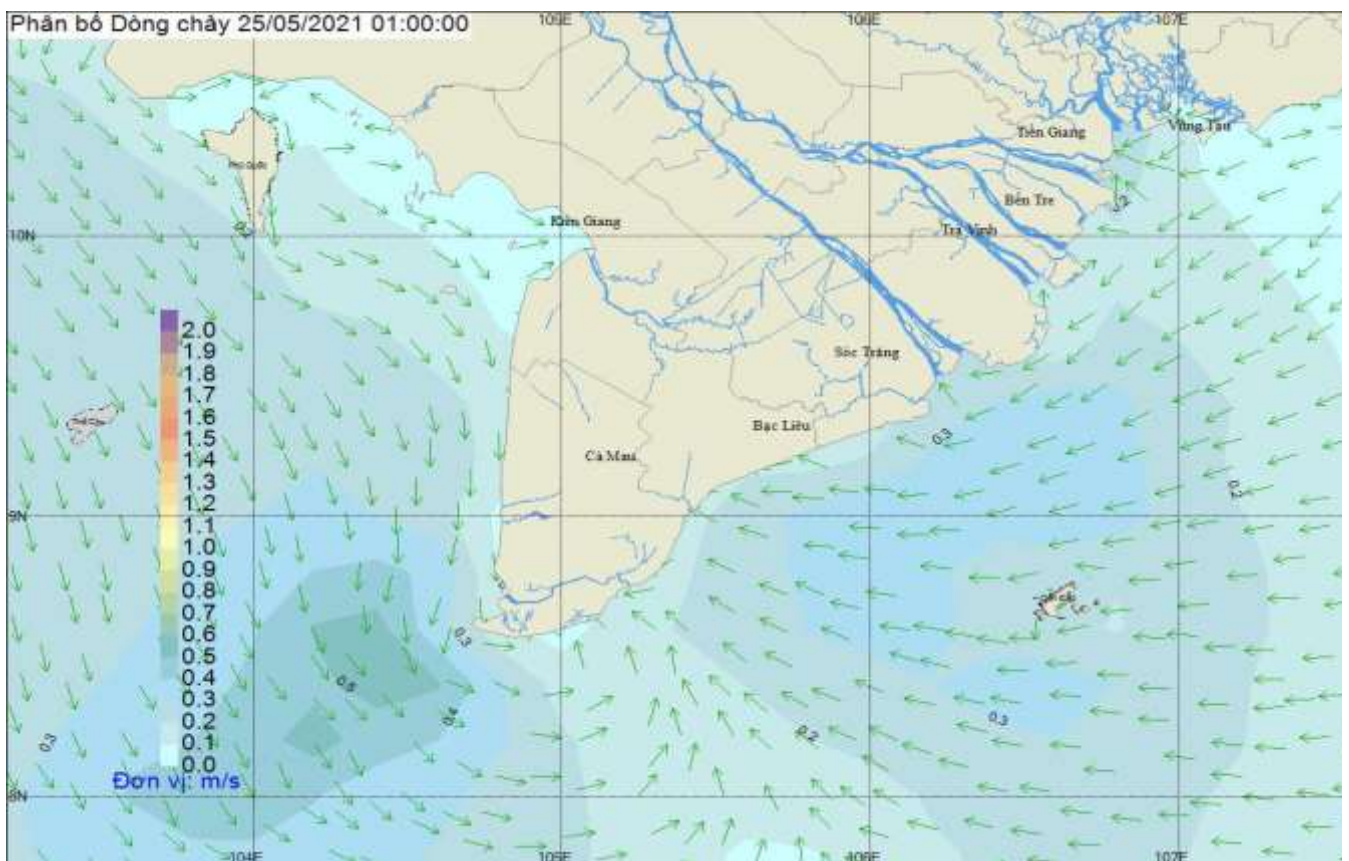 Phân bố Dòng chảy 25/05/2021 01:00:00
105E
106E
107E
Tiền Giang
Vũng Tàu
PHÚ QUỐC
Bến Tre
0.2
Kiên Giang
Trà Vinh
0.2
10N
2.0
1.9
1.8
1.7
1.6
1.5
1.4
1.3
1.2
1.1
1.0
0.9
0.8
0.7
0.6
0.5
0.4
0.3
0.2
0.1
0.0
Đơn vị: m/s
Sóc Trăng
Bạc Liêu
0.3
Cà Mau
0.2
9N
0.3
0.5
0.4
0.3
0.3
0.2
8N
104E
105E
106E
107E